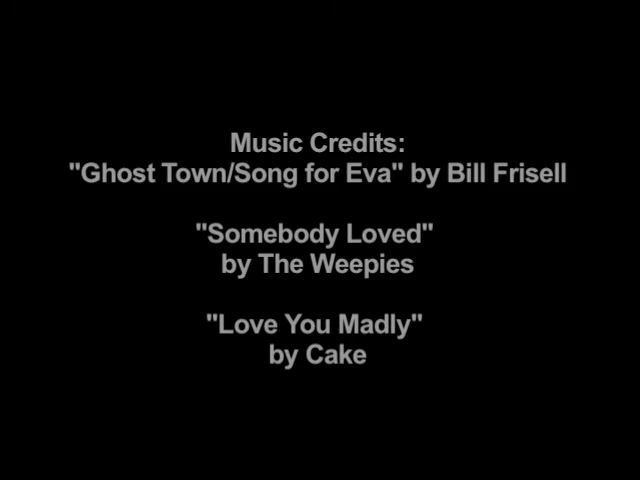 Music Credits:
"Ghost Town/Song for Eva" by Bill Frisell
"Somebody Loved"
by The Weepies
"Love You Madly"
by Cake